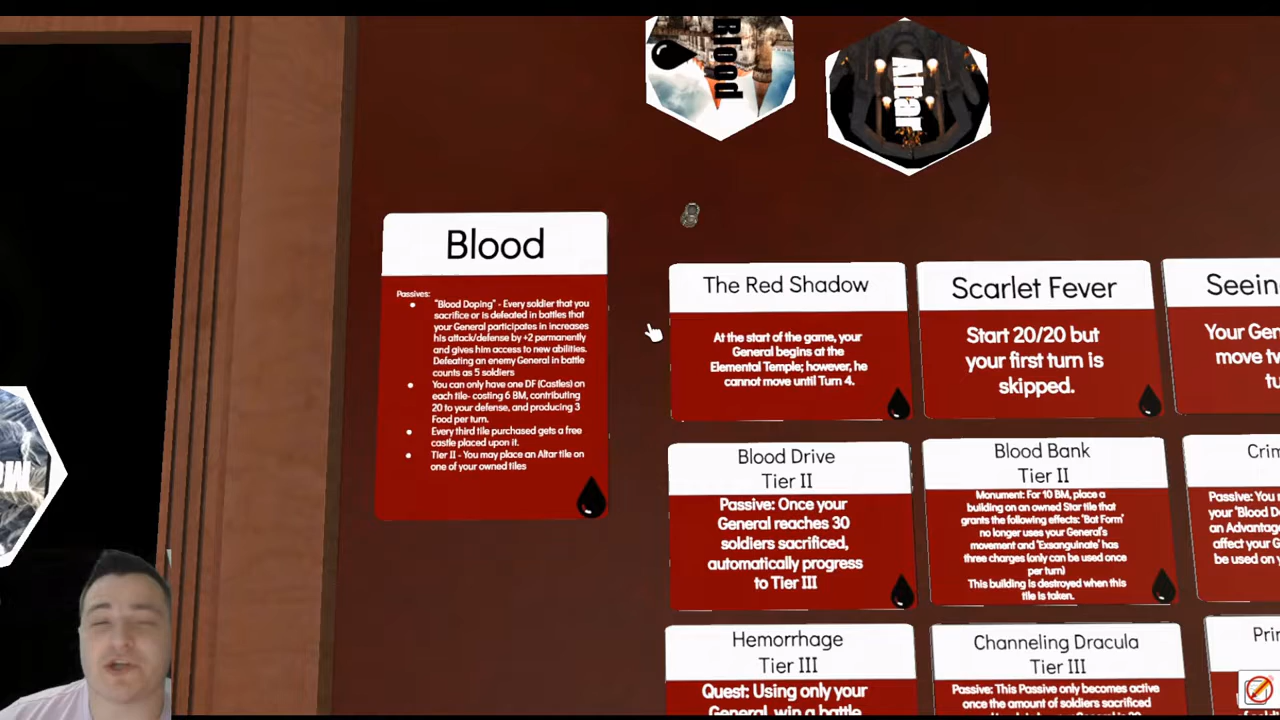 Blood
Altar
Blood
Passives:
"Blood Doping" - Every soldier that you
sacrifice or is defeated in battles that
your General participates in increases
his attack/defense by +2 permanently
and gives him access to new abilities.
Defeating an enemy General in battle
counts as 5 soldiers
You can only have one DF (Castles) on
each tile- costing 6 BM, contributing
20 to your defense, and producing 3
Food per turn.
Every third tile purchased gets a free
castle placed upon it.
Tier II - You may place an Altar tile on
one of your owned tiles
The Red Shadow
At the start of the game, your
General begins at the
Elemental Temple; however, he
cannot move until Turn 4.
Scarlet Fever
Start 20/20 but
your first turn is
skipped.
Seein
Your Gen
move tw
tu
Blood Drive
Tier II
Passive: Once your
General reaches 30
soldiers sacrificed,
automatically progress
to Tier III
Blood Bank
Tier II
Monument: For 10 BM, place a
building on an owned Star tile that
grants the following effects: 'Bat Form'
no longer uses your General's
movement and 'Exsanguinate' has
three charges (only can be used once
per turn)
This building is destroyed when this
tile is taken.
Crim
Passive: You
your 'Blood D
an Advantage
affect your G
be used on y
Hemorrhage
Tier III
Quest: Using only your
General, win a battle
Channeling Dracula
Tier III
Passive: This Passive only becomes active
once the amount of soldiers sacrificed
Pri